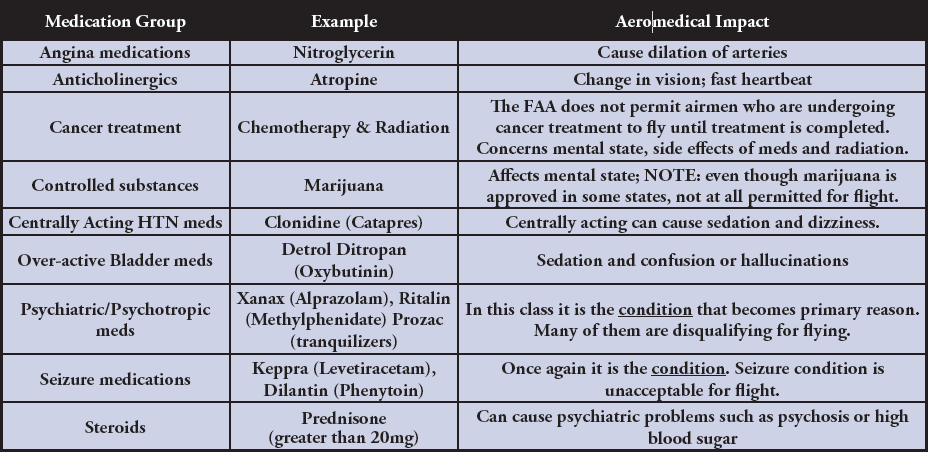 Medication Group Example Aeromedical Impact
Angina medications Nitroglycerin Cause dilation of arteries
Anticholinergics Atropine Change in vision; fast heartbeat
Cancer treatment Chemotherapy & Radiation The FAA does not permit airmen who are undergoing
cancer treatment to fly until treatment is completed.
Concerns mental state, side effects of meds and radiation.
Controlled substances Marijuana Affects mental state; NOTE: even though marijuana is
approved in some states, not at all permitted for flight.
Centrally Acting HTN meds Clonidine (Catapres) Centrally acting can cause sedation and dizziness.
Over-active Bladder meds Detrol Ditropan
(Oxybutinin) Sedation and confusion or hallucinations
Psychiatric/Psychotropic
meds Xanax (Alprazolam), Ritalin
(Methylphenidate) Prozac
(tranquilizers) In this class it is the condition that becomes primary reason.
Many of them are disqualifying for flying.
Seizure medications Keppra (Levetiracetam),
Dilantin (Phenytoin) Once again it is the condition. Seizure condition is
unacceptable for flight.
Steroids Prednisone
(greater than 20mg) Can cause psychiatric problems such as psychosis or high
blood sugar